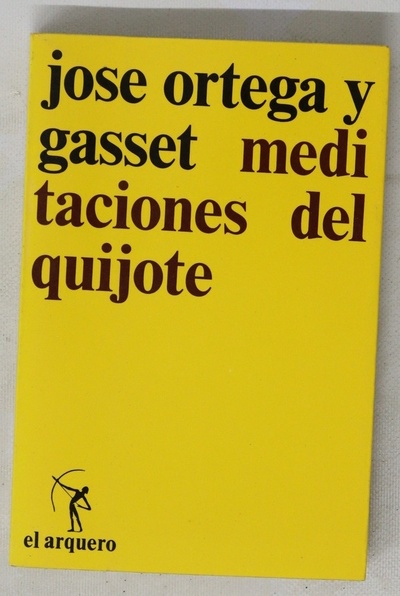 jose ortega y
gasset medi
taciones del
quijote
el arquero